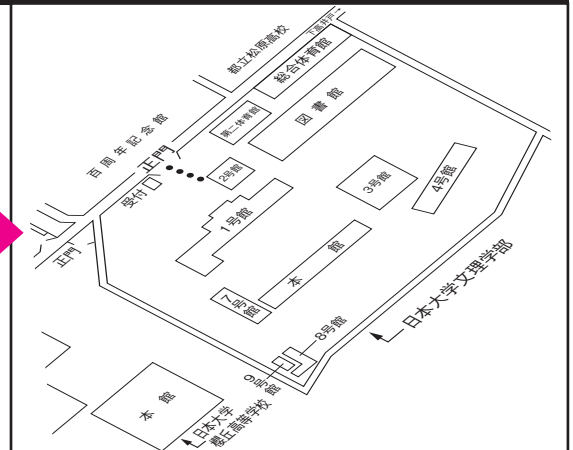 下高井戸→
都立松原高校
総合体育館
図書館
第二体育館
百周年記念館
正門
2号館
受付
3号館
4号館
1号館
正門
本館
7号館
日本大学文理学部
8号館
9号館
本館
日本大学
櫻丘高等学校